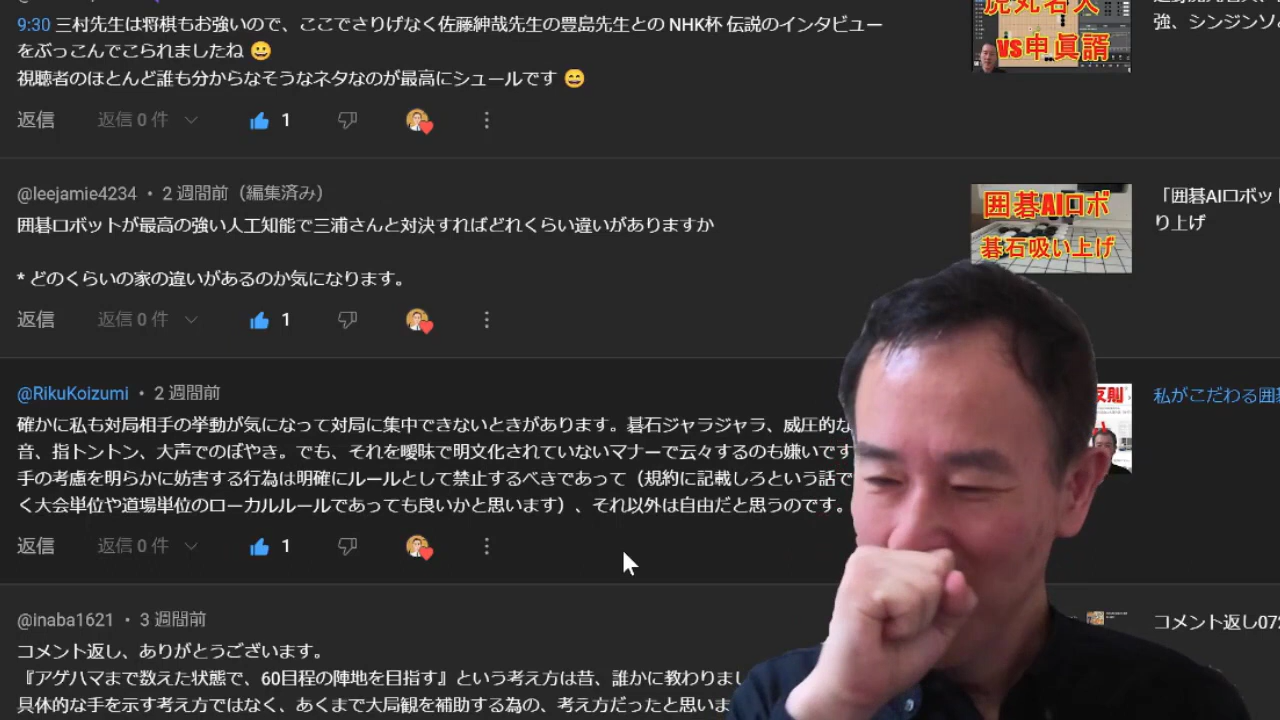 9:30 三村先生は将棋もお強いので、ここでさりげなく佐藤紳哉先生の豊島先生との NHK杯 伝説のインタビュー
をぶっこんでこられましたね 😀
視聴者のほとんど誰も分からなそうなネタなのが最高にシュールです 😄
返信 返信 0 件 1
虎丸名人
vs申眞諝
強、シンジンソ
@leejamie4234 • 2 週間前（編集済み）
囲碁ロボットが最高の強い人工知能で三浦さんと対決すればどれくらい違いがありますか
* どのくらいの家の違いがあるのか気になります。
返信 返信 0 件 1
囲碁AIロボ
碁石吸い上げ
「囲碁AIロボッ
り上げ
@RikuKoizumi • 2 週間前
確かに私も対局相手の挙動が気になって対局に集中できないときがあります。碁石ジャラジャラ、威圧的な
音、指トントン、大声でのぼやき。でも、それを曖昧で明文化されていないマナーで云々するのも嫌いです
手の考慮を明らかに妨害する行為は明確にルールとして禁止するべきであって（規約に記載しろという話で
く大会単位や道場単位のローカルルールであっても良いかと思います）、それ以外は自由だと思うのです。
返信 返信 0 件 1
反則
私がこだわる囲
@inaba1621 • 3 週間前
コメント返し、ありがとうございます。
『アゲハマまで数えた状態で、60目程の陣地を目指す』という考え方は昔、誰かに教わりまし
具体的な手を示す考え方ではなく、あくまで大局観を補助する為の、考え方だったと思いま
コメント返し07